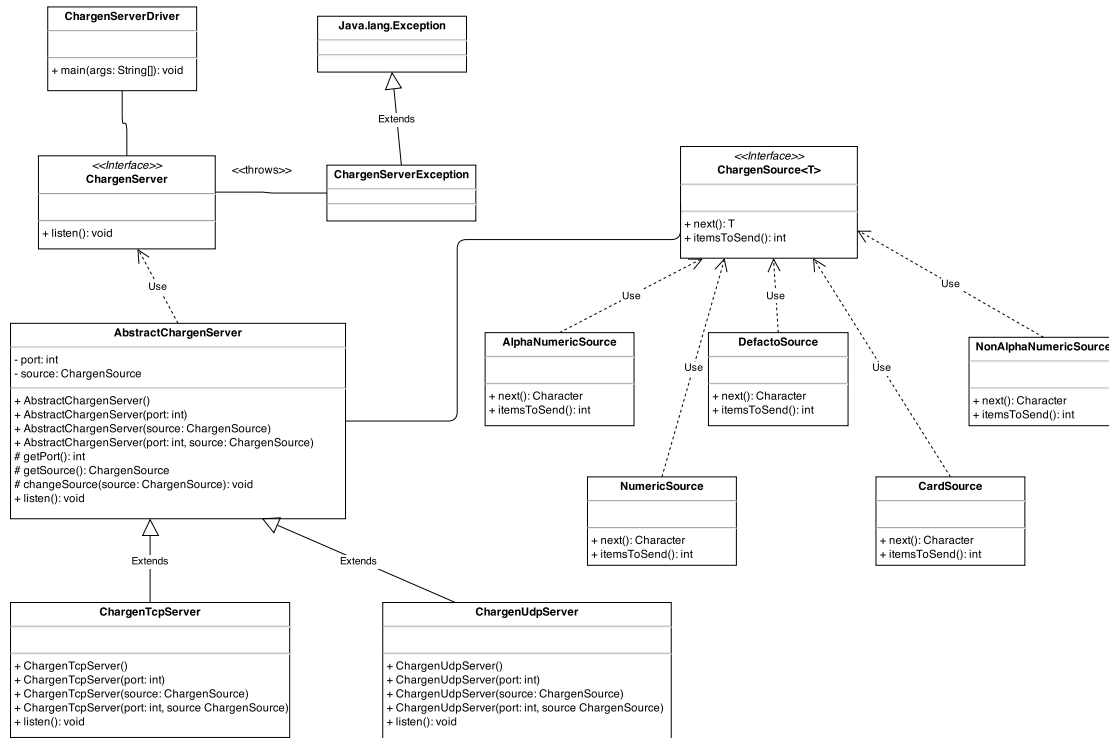 ChargenServerDriver
+ main(args: String[]): void
Java.lang.Exception
Extends
<<Interface>>
ChargenServer
+ listen(): void
<<throws>>
ChargenServerException
<<Interface>>
ChargenSource<T>
+ next(): T
+ itemsToSend(): int
Use
Use
Use
Use
Use
Use
AbstractChargenServer
- port: int
- source: ChargenSource
+ AbstractChargenServer()
+ AbstractChargenServer(port: int)
+ AbstractChargenServer(source: ChargenSource)
+ AbstractChargenServer(port: int, source: ChargenSource)
# getPort(): int
# getSource(): ChargenSource
# changeSource(source: ChargenSource): void
+ listen(): void
AlphaNumericSource
+ next(): Character
+ itemsToSend(): int
DefactoSource
+ next(): Character
+ itemsToSend(): int
NonAlphaNumericSource
+ next(): Character
+ itemsToSend(): int
NumericSource
+ next(): Character
+ itemsToSend(): int
CardSource
+ next(): Character
+ itemsToSend(): int
Extends
Extends
ChargenTcpServer
+ ChargenTcpServer()
+ ChargenTcpServer(port: int)
+ ChargenTcpServer(source: ChargenSource)
+ ChargenTcpServer(port: int, source ChargenSource)
+ listen(): void
ChargenUdpServer
+ ChargenUdpServer()
+ ChargenUdpServer(port: int)
+ ChargenUdpServer(source: ChargenSource)
+ ChargenUdpServer(port: int, source ChargenSource)
+ listen(): void